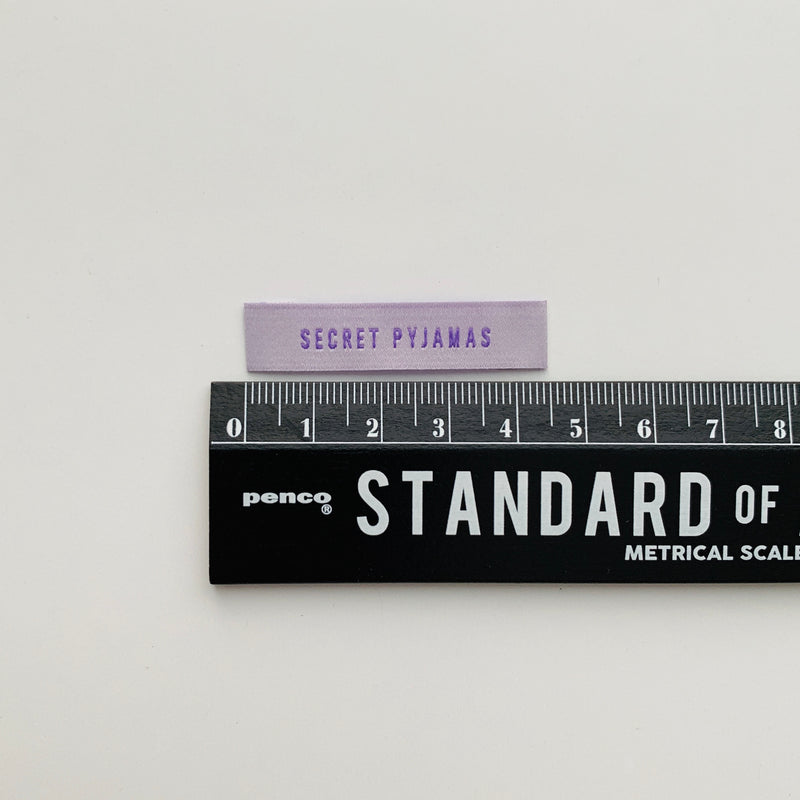 SECRET PYJAMAS
0 1 2 3 4 5 6 7 8
penco®
STANDARD OF
METRICAL SCALE